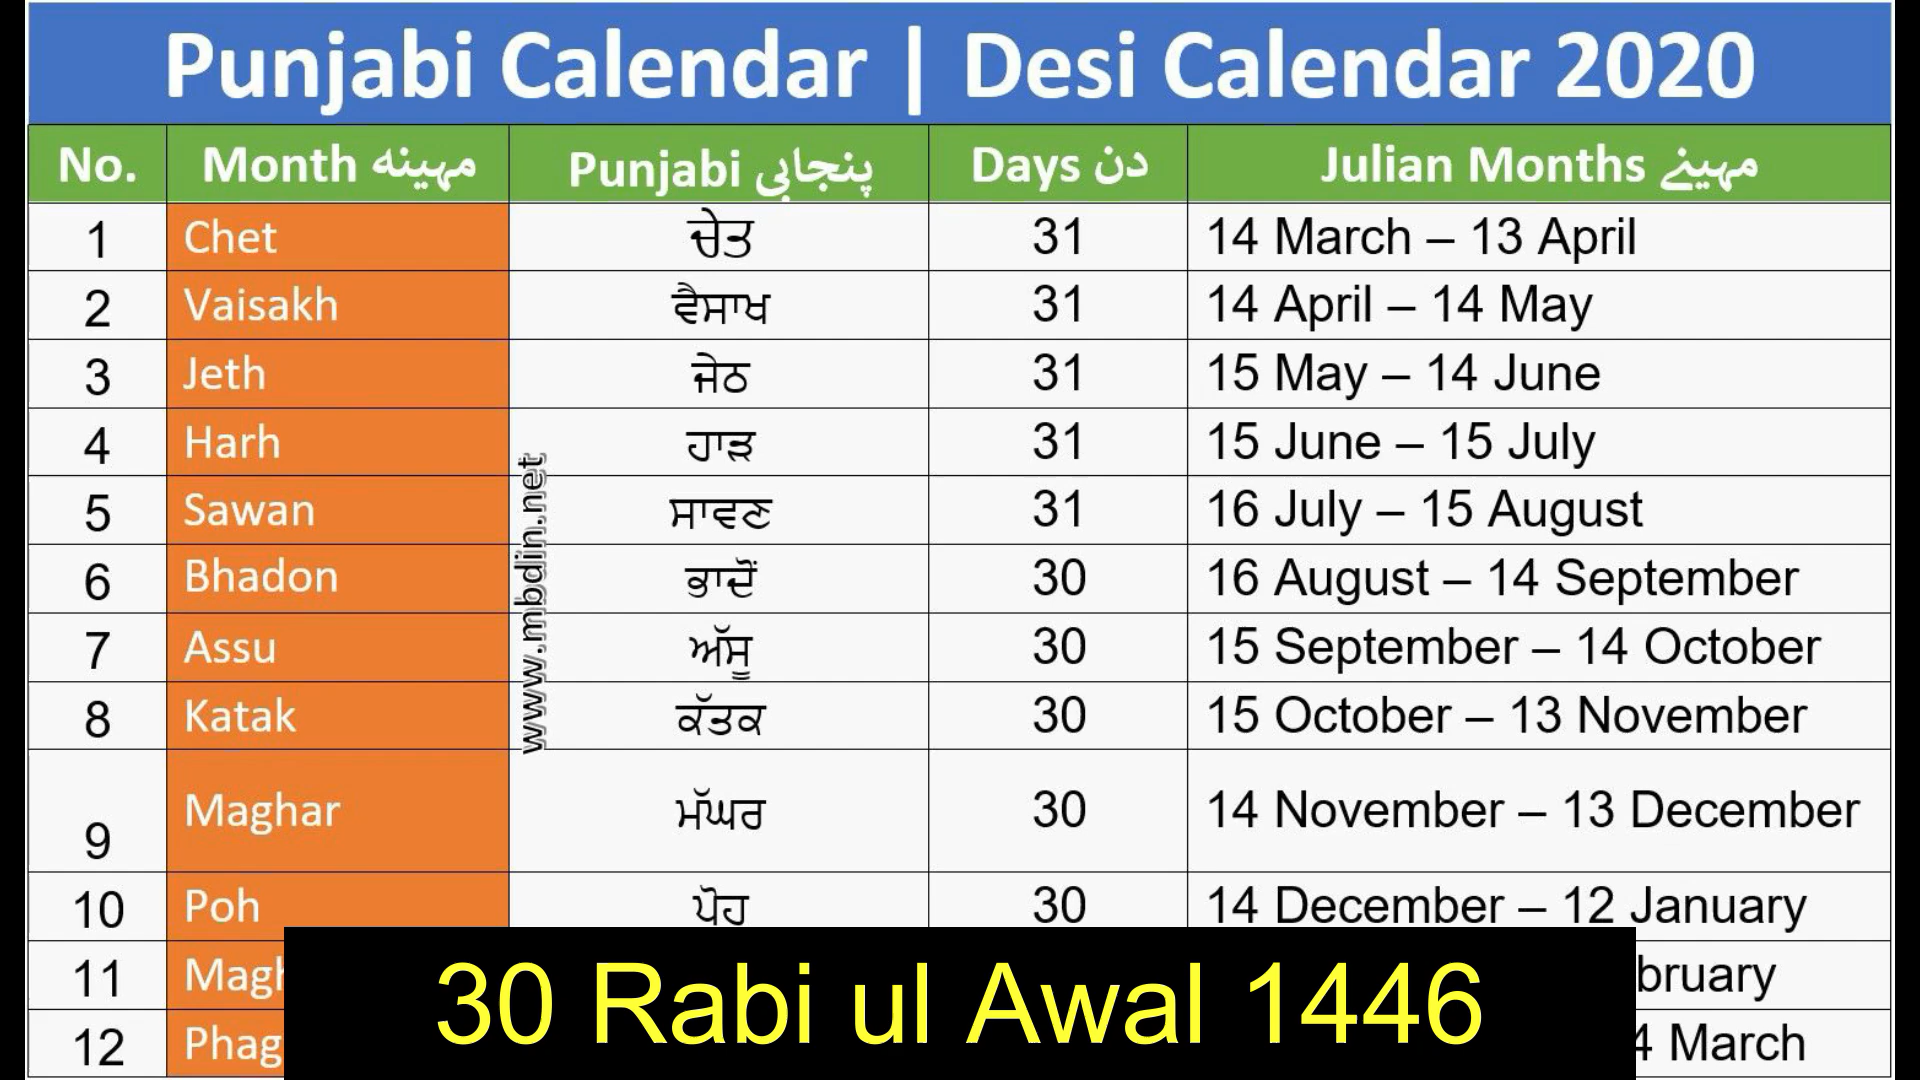 Punjabi Calendar | Desi Calendar 2020
No. Month مہینہ Punjabi پنجابی Days دن Julian Months مہینے
1 Chet ਚੇਤ 31 14 March – 13 April
2 Vaisakh ਵੈਸਾਖ 31 14 April – 14 May
3 Jeth ਜੇਠ 31 15 May – 14 June
4 Harh ਹਾੜ 31 15 June – 15 July
5 Sawan ਸਾਵਣ 31 16 July – 15 August
6 Bhadon ਭਾਦੋਂ 30 16 August – 14 September
7 Assu ਅੱਸੂ 30 15 September – 14 October
8 Katak ਕੱਤਕ 30 15 October – 13 November
9 Maghar ਮੱਘਰ 30 14 November – 13 December
10 Poh ਪੋਹ 30 14 December – 12 January
11
12 4 March
www.mbdin.net
30 Rabi ul Awal 1446